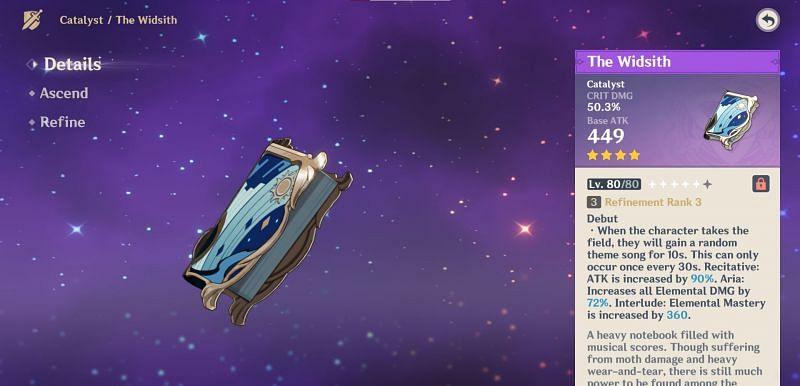 Catalyst / The Widsith
Details
Ascend
Refine
The Widsith
Catalyst
CRIT DMG
50.3%
Base ATK
449
Lv. 80/80
3 Refinement Rank 3
Debut
· When the character takes the
field, they will gain a random
theme song for 10s. This can only
occur once every 30s. Recitative:
ATK is increased by 90%. Aria:
Increases all Elemental DMG by
72%. Interlude: Elemental Mastery
is increased by 360.
A heavy notebook filled with
musical scores. Though suffering
from moth damage and heavy
wear-and-tear, there is still much
power to be found among the